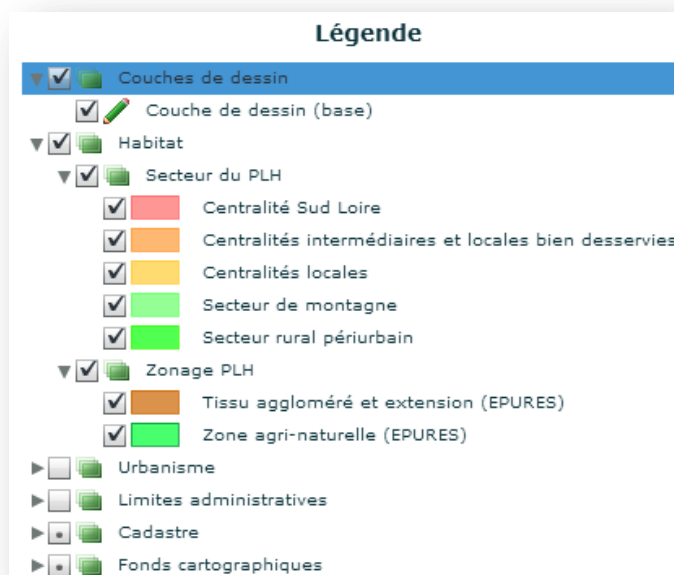 Légende
Couches de dessin
Couche de dessin (base)
Habitat
Secteur du PLH
Centralité Sud Loire
Centralités intermédiaires et locales bien desservies
Centralités locales
Secteur de montagne
Secteur rural périurbain
Zonage PLH
Tissu aggloméré et extension (EPURES)
Zone agri-naturelle (EPURES)
Urbanisme
Limites administratives
Cadastre
Fonds cartographiques